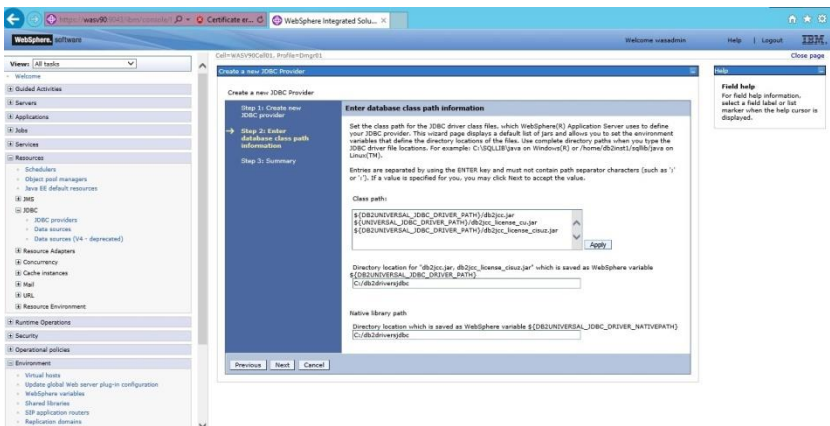 https://wasv90:9043/ibm/console/l
Certificate er...
WebSphere Integrated Solu...
WebSphere. software
Welcome wasadmin
Help | Logout
IBM.
Cell=WASV90Cell01, Profile=Dmgr01
Close page
View: All tasks
Welcome
Guided Activities
Servers
Applications
Jobs
Services
Resources
Schedulers
Object pool managers
Java EE default resources
JMS
JDBC
JDBC providers
Data sources
Data sources (V4 - deprecated)
Resource Adapters
Concurrency
Cache instances
Mail
URL
Resource Environment
Runtime Operations
Security
Operational policies
Environment
Virtual hosts
Update global Web server plug-in configuration
WebSphere variables
Shared libraries
SIP application routers
Replication domains
Create a new JDBC Provider
Create a new JDBC Provider
Step 1: Create new
JDBC provider
Step 2: Enter
database class path
information
Step 3: Summary
Enter database class path information
Set the class path for the JDBC driver class files, which WebSphere(R) Application Server uses to define
your JDBC provider. This wizard page displays a default list of jars and allows you to set the environment
variables that define the directory locations of the files. Use complete directory paths when you type the
JDBC driver file locations. For example: C:\SQLLIB\java on Windows(R) or /home/db2inst1/sqllib/java on
Linux(TM).
Entries are separated by using the ENTER key and must not contain path separator characters (such as ';'
or ':'). If a value is specified for you, you may click Next to accept the value.
Class path:
${DB2UNIVERSAL_JDBC_DRIVER_PATH}/db2jcc.jar
${UNIVERSAL_JDBC_DRIVER_PATH}/db2jcc_license_cu.jar
${DB2UNIVERSAL_JDBC_DRIVER_PATH}/db2jcc_license_cisuz.jar
Apply
Directory location for "db2jcc.jar, db2jcc_license_cisuz.jar" which is saved as WebSphere variable
${DB2UNIVERSAL_JDBC_DRIVER_PATH}
C:/db2driversjdbc
Native library path
Directory location which is saved as WebSphere variable ${DB2UNIVERSAL_JDBC_DRIVER_NATIVEPATH}
C:/db2driversjdbc
Previous Next Cancel
Help
Field help
For field help information,
select a field label or list
marker when the help cursor is
displayed.